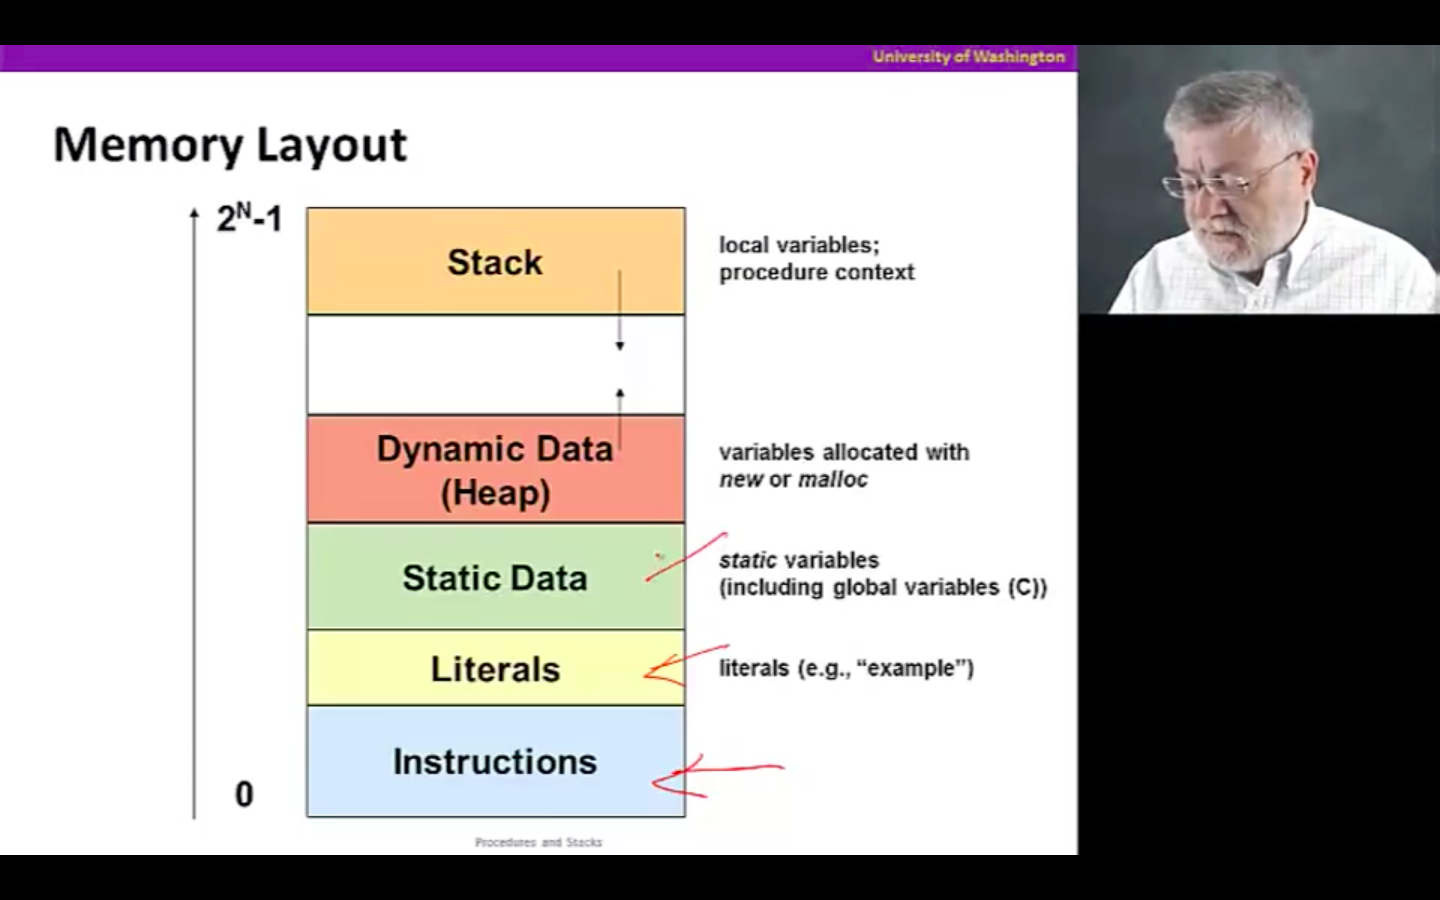 University of Washington
Memory Layout
2ᴺ-1
Stack
local variables;
procedure context
Dynamic Data
(Heap)
variables allocated with
new or malloc
Static Data
static variables
(including global variables (C))
Literals
literals (e.g., “example”)
Instructions
0
Procedures and Stacks